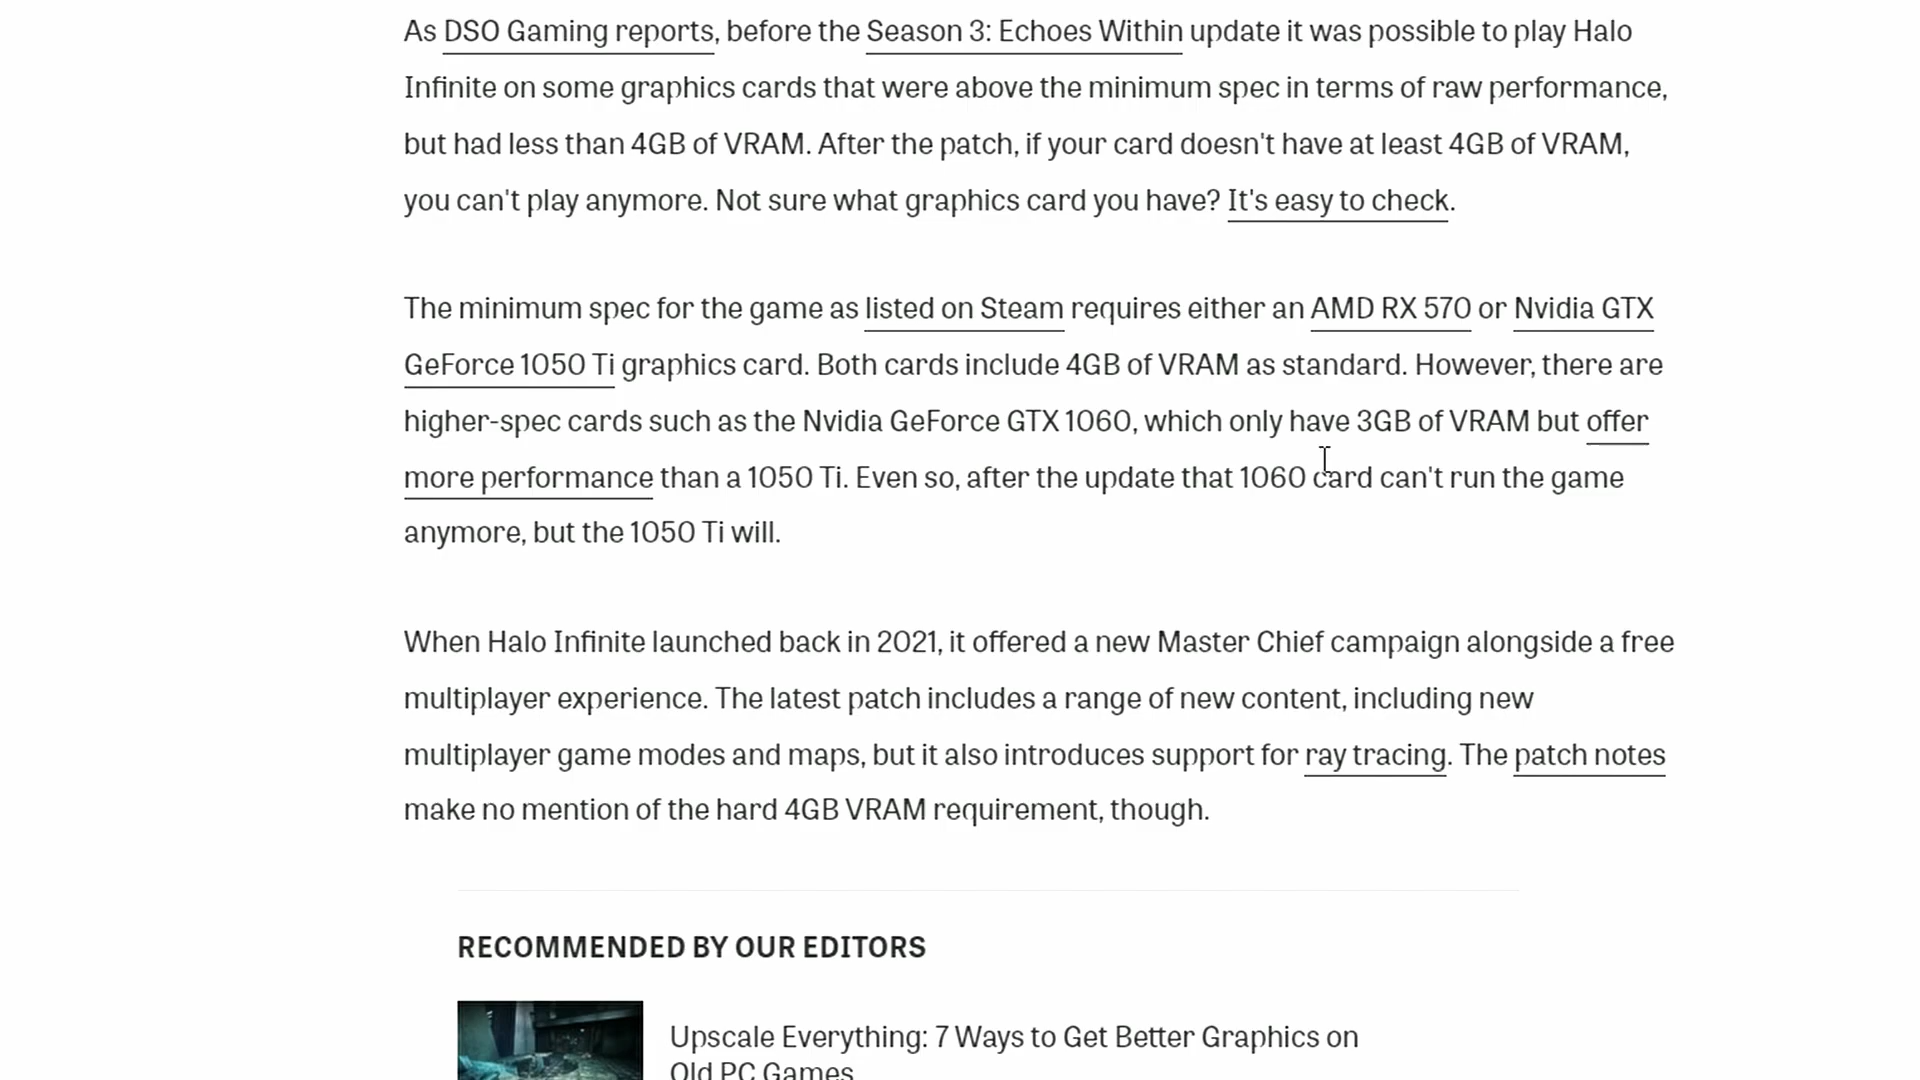 As DSO Gaming reports, before the Season 3: Echoes Within update it was possible to play Halo
Infinite on some graphics cards that were above the minimum spec in terms of raw performance,
but had less than 4GB of VRAM. After the patch, if your card doesn't have at least 4GB of VRAM,
you can't play anymore. Not sure what graphics card you have? It's easy to check.
The minimum spec for the game as listed on Steam requires either an AMD RX 570 or Nvidia GTX
GeForce 1050 Ti graphics card. Both cards include 4GB of VRAM as standard. However, there are
higher-spec cards such as the Nvidia GeForce GTX 1060, which only have 3GB of VRAM but offer
more performance than a 1050 Ti. Even so, after the update that 1060 card can't run the game
anymore, but the 1050 Ti will.
When Halo Infinite launched back in 2021, it offered a new Master Chief campaign alongside a free
multiplayer experience. The latest patch includes a range of new content, including new
multiplayer game modes and maps, but it also introduces support for ray tracing. The patch notes
make no mention of the hard 4GB VRAM requirement, though.
RECOMMENDED BY OUR EDITORS
Upscale Everything: 7 Ways to Get Better Graphics on
Old PC Games